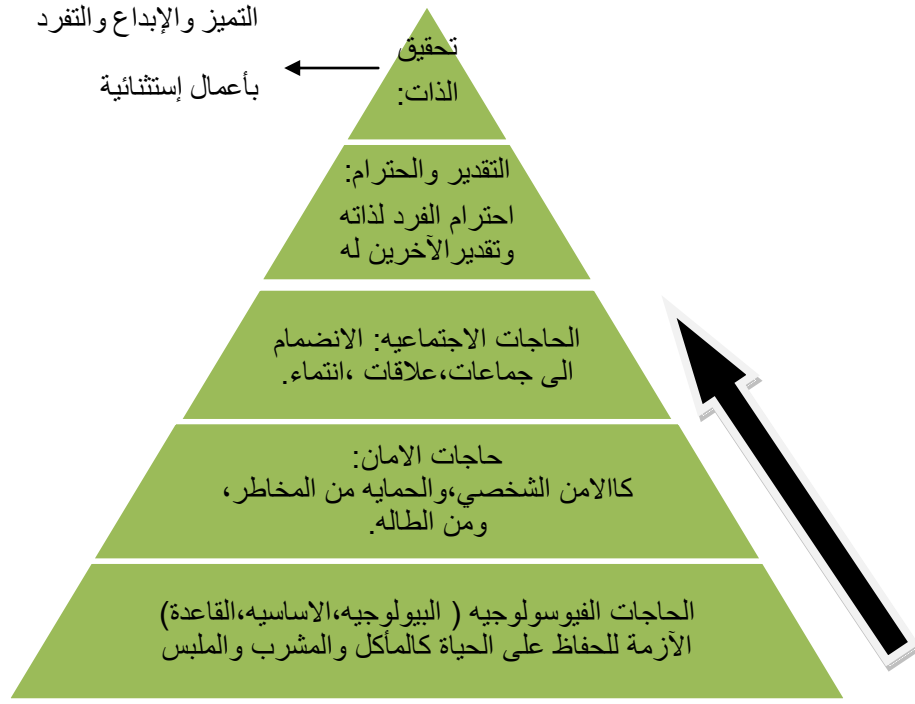 التميز والإبداع والتفرد
بأعمال إستثنائية
تحقيق
الذات:
التقدير والحترام:
احترام الفرد لذاته
وتقديرالآخرين له
الحاجات الاجتماعيه: الانضمام
الى جماعات،علاقات ،انتماء.
حاجات الامان:
كاالامن الشخصي،والحمايه من المخاطر،
ومن الطاله.
الحاجات الفيوسولوجيه ( البيولوجيه،الاساسيه،القاعدة)
الآزمة للحفاظ على الحياة كالمأكل والمشرب والملبس